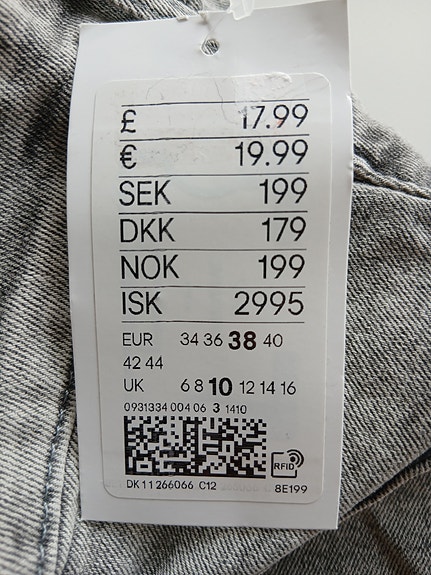 £ 17.99
€ 19.99
SEK 199
DKK 179
NOK 199
ISK 2995
EUR 34 36 38 40
42 44
UK 6 8 10 12 14 16
0931334 004 06 3 1410
RFID
DK 11 266066 C12 8E199